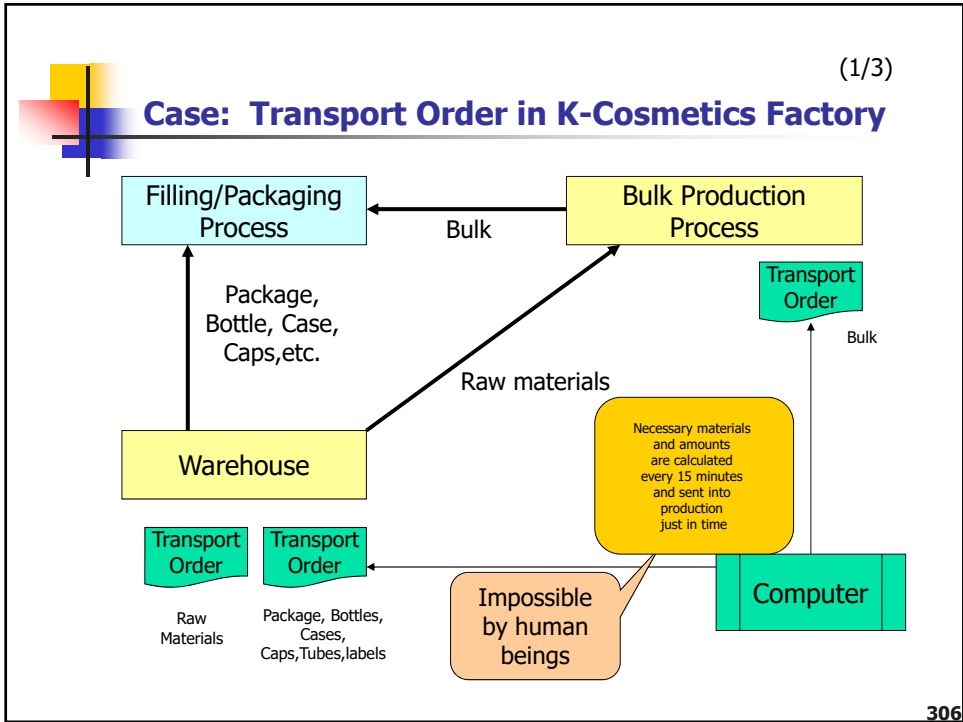 (1/3)
Case:  Transport Order in K-Cosmetics Factory
Filling/Packaging
Process
Bulk
Bulk Production
Process
Package,
Bottle, Case,
Caps,etc.
Transport
Order
Bulk
Raw materials
Warehouse
Necessary materials
and amounts
are calculated
every 15 minutes
and sent into
production
just in time
Transport
Order
Raw
Materials
Transport
Order
Package, Bottles,
Cases,
Caps,Tubes,labels
Impossible
by human
beings
Computer
306